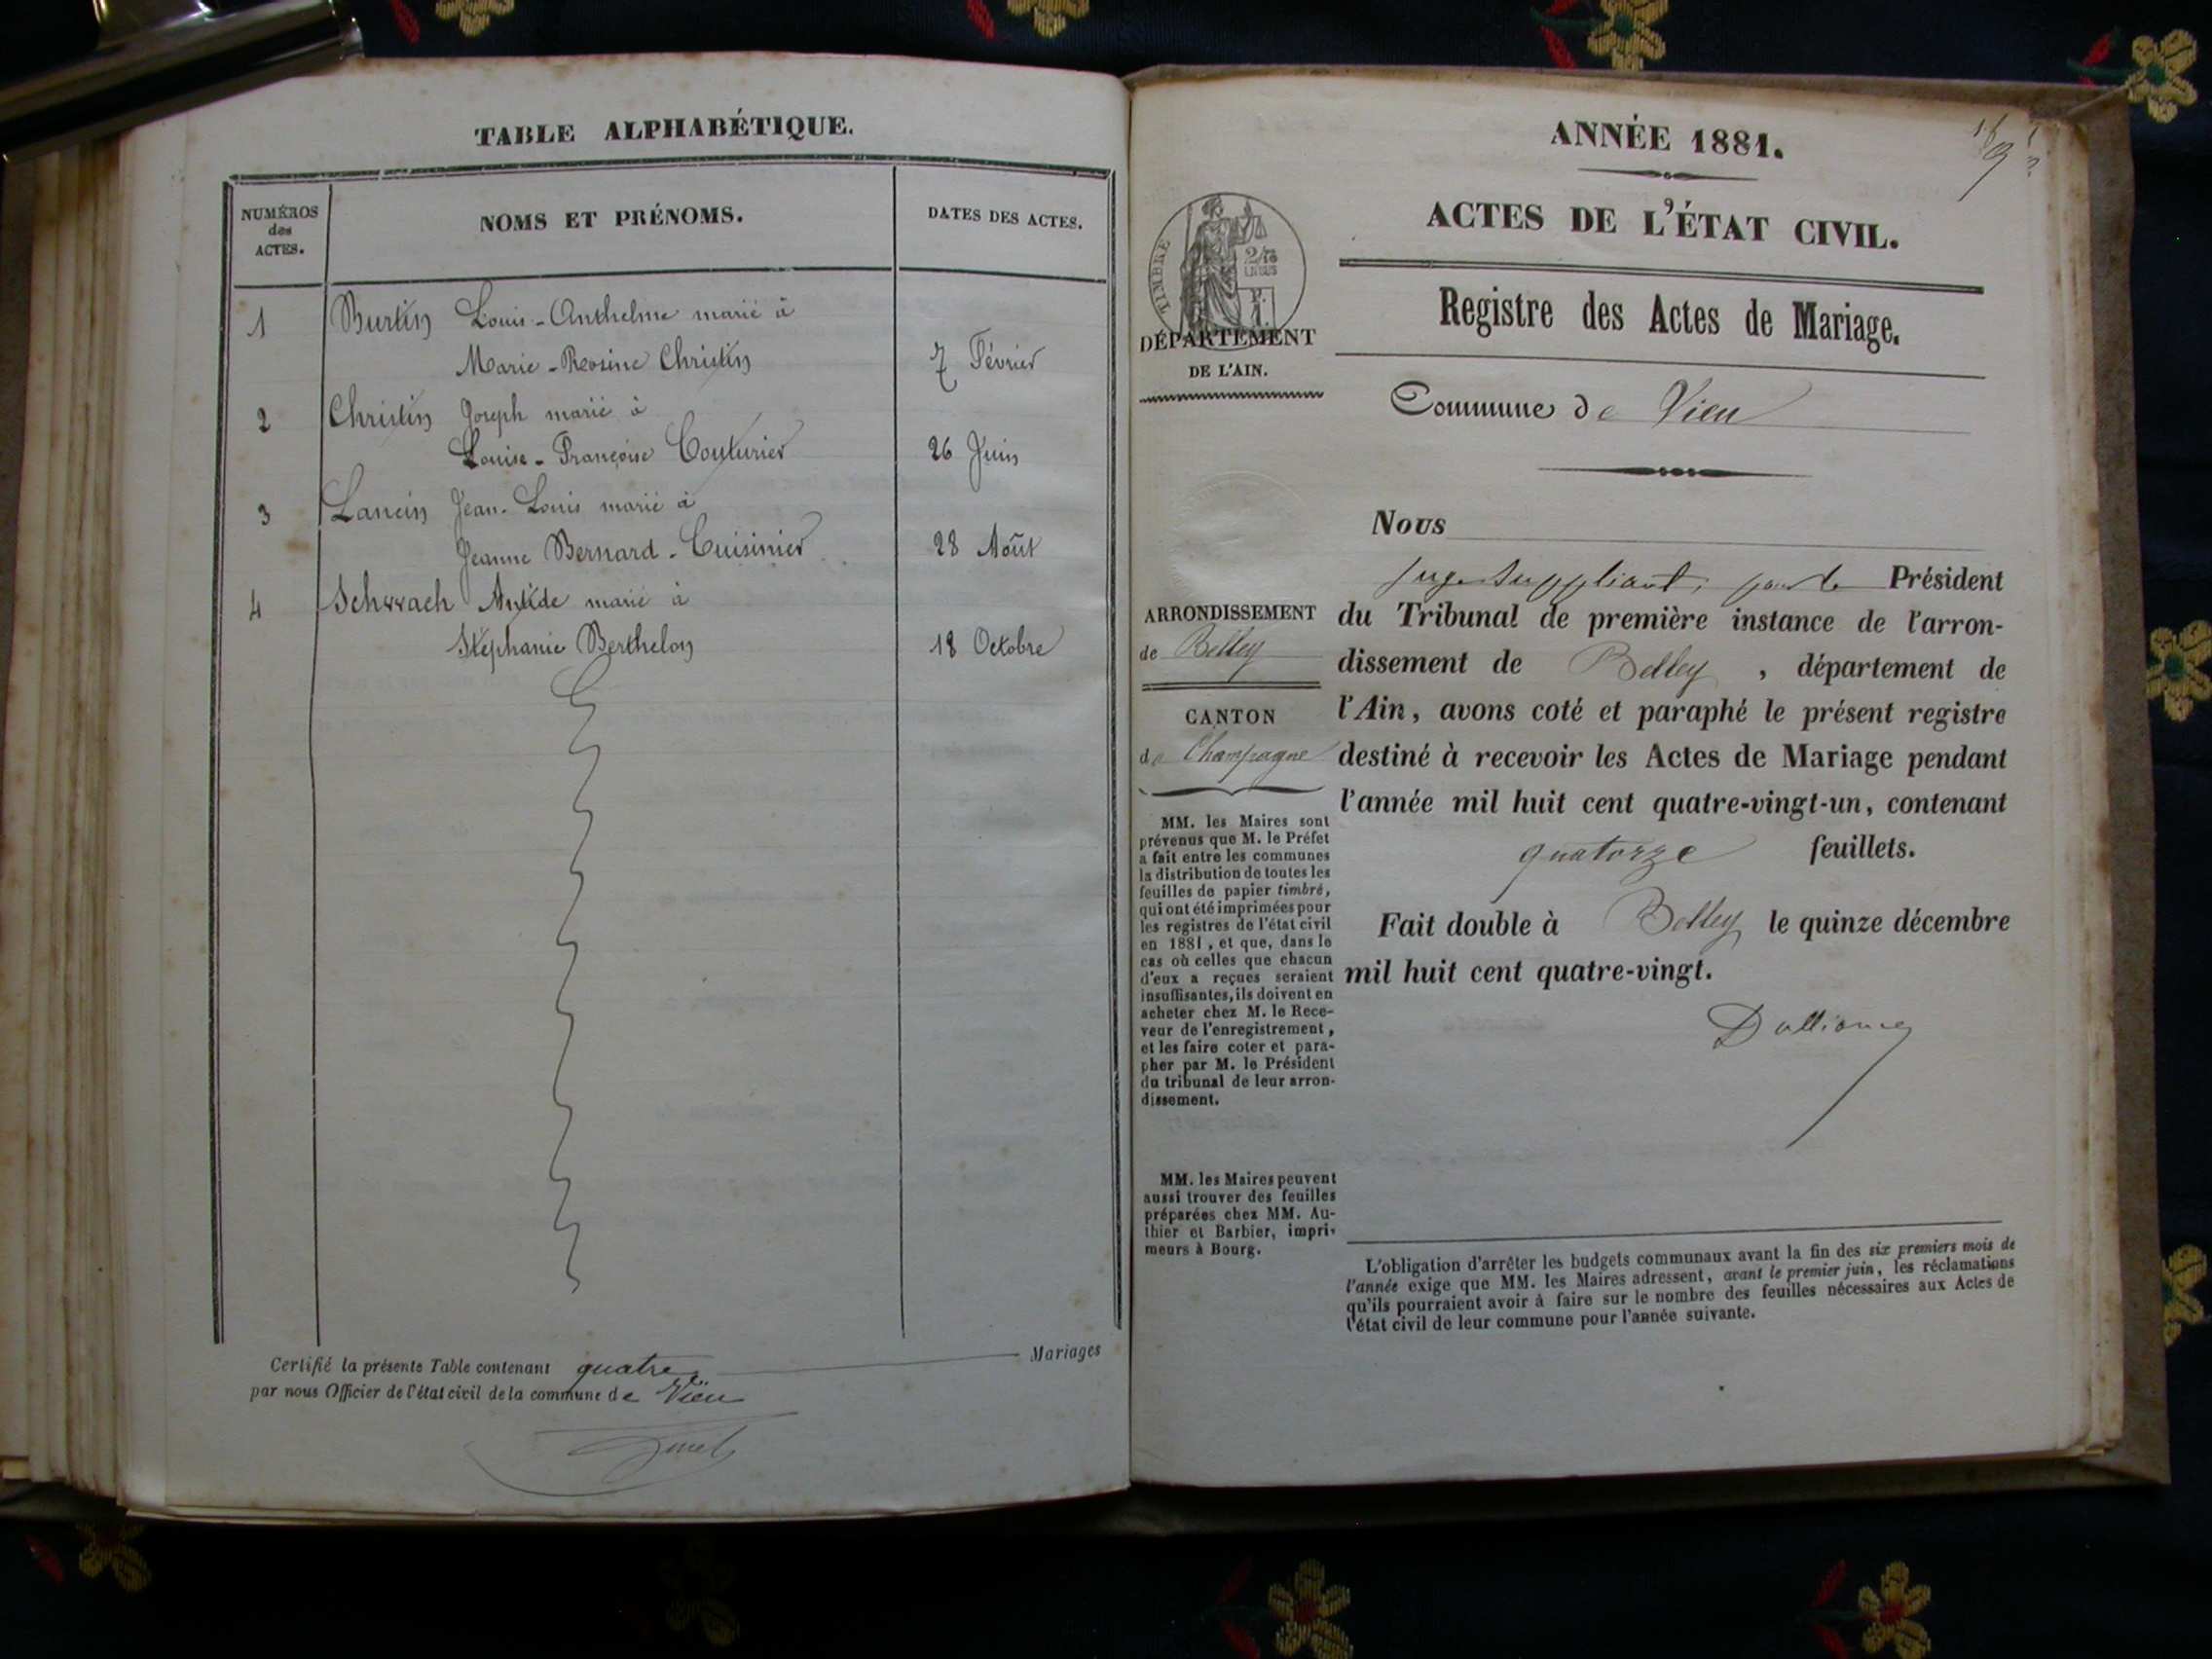 TABLE ALPHABÉTIQUE.
NUMÉROS
des
ACTES.
NOMS ET PRÉNOMS.
DATES DES ACTES.
1 Burtin Louis-Anthelme marié à
Marie-Rosine Christin 7 Février
2 Christin Joseph marié à
Louise-Françoise Couturier 26 Juin
3 Lancin Jean-Louis marié à
Jeanne Bernard-Cuisinier 28 Août
4 Schwach Antide marié à
Stéphanie Berthelon 18 Octobre
Certifié la présente Table contenant quatre Mariages
par nous Officier de l'état civil de la commune de Vieu
ANNÉE 1881.
ACTES DE L'ÉTAT CIVIL.
Registre des Actes de Mariage.
TIMBRE
DÉPARTEMENT
DE L'AIN.
Commune de Vieu
Nous
juge suppléant, pour le Président
du Tribunal de première instance de l'arron-
dissement de Belley, département de
l'Ain, avons coté et paraphé le présent registre
destiné à recevoir les Actes de Mariage pendant
l'année mil huit cent quatre-vingt-un, contenant
quatorze feuillets.
Fait double à Belley le quinze décembre
mil huit cent quatre-vingt.
ARRONDISSEMENT
de Belley
CANTON
de Champagne
MM. les Maires sont
prévenus que M. le Préfet
a fait entre les communes
la distribution de toutes les
feuilles de papier timbré,
qui ont été imprimées pour
les registres de l'état civil
en 1881, et que, dans le
cas où celles que chacun
d'eux a reçues seraient
insuffisantes, ils doivent en
acheter chez M. le Rece-
veur de l'enregistrement,
et les faire coter et para-
pher par M. le Président
du tribunal de leur arron-
dissement.
MM. les Maires peuvent
aussi trouver des feuilles
préparées chez MM. Au-
thier et Barbier, impri-
meurs à Bourg.
L'obligation d'arrêter les budgets communaux avant la fin des six premiers mois de
l'année exige que MM. les Maires adressent, avant le premier juin, les réclamations
qu'ils pourraient avoir à faire sur le nombre des feuilles nécessaires aux Actes de
l'état civil de leur commune pour l'année suivante.